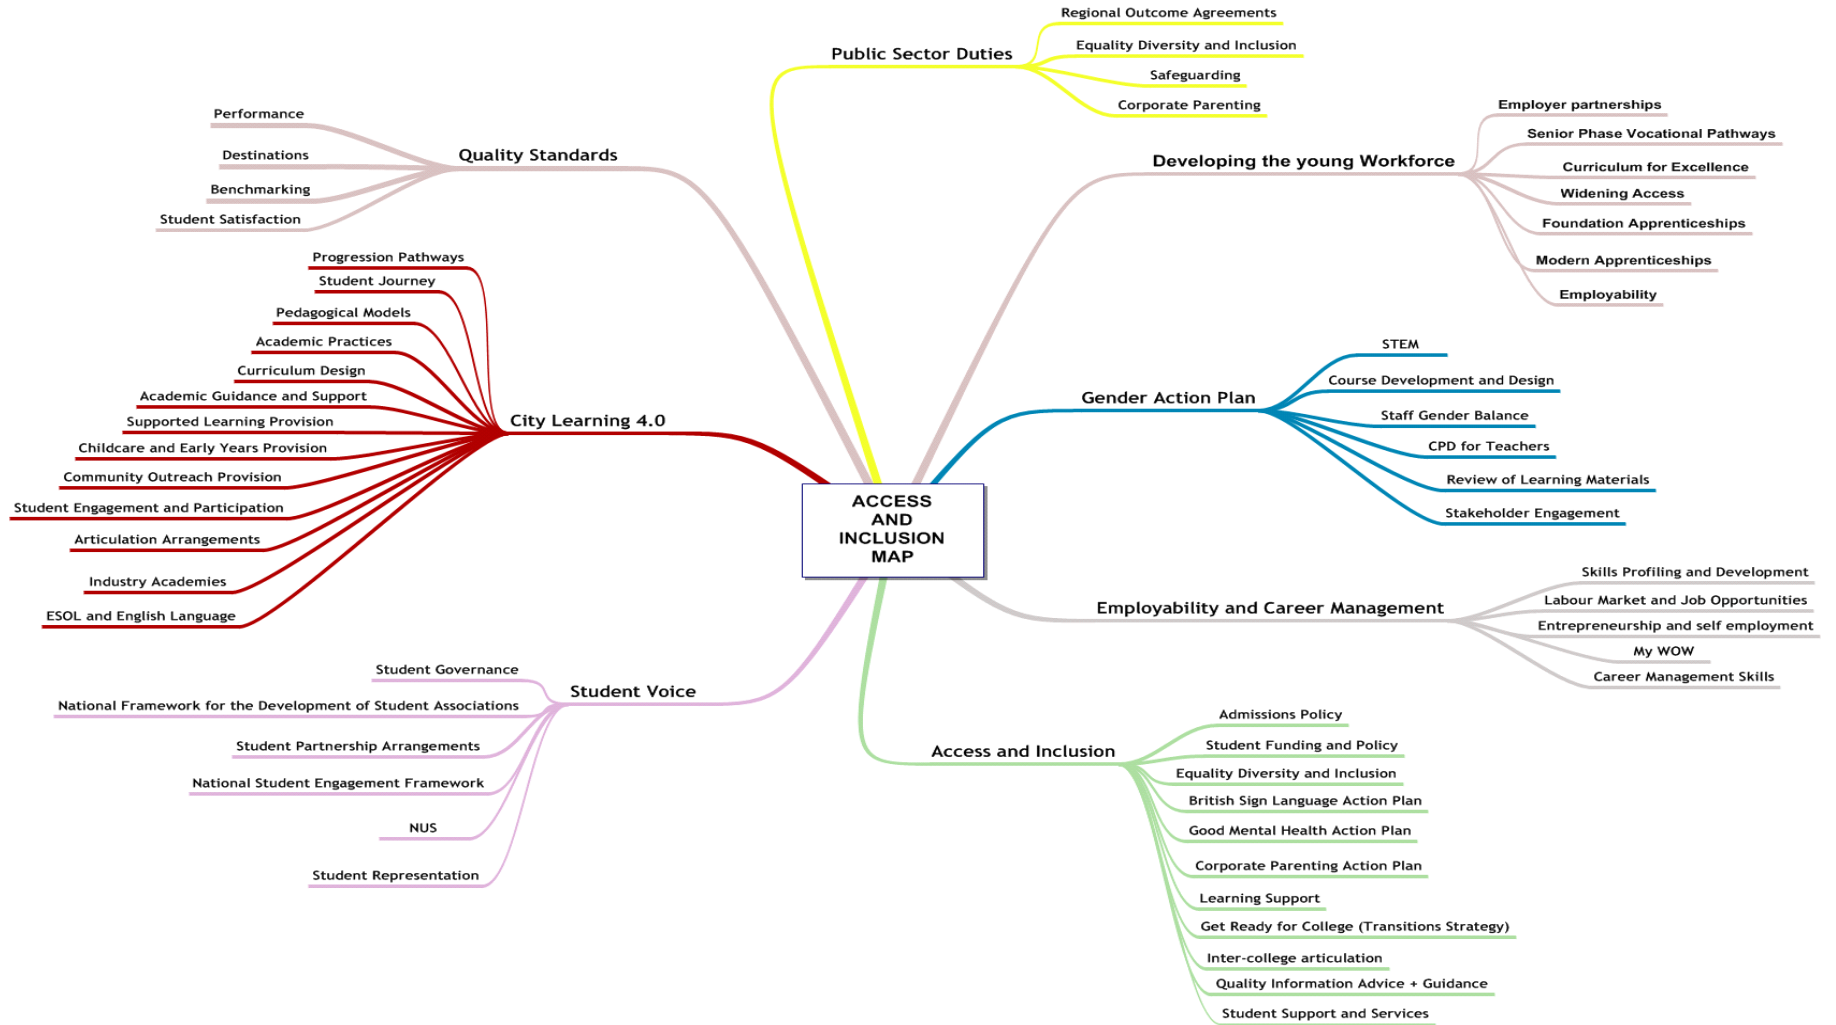 Regional Outcome Agreements
Public Sector Duties
Equality Diversity and Inclusion
Safeguarding
Corporate Parenting
Performance
Destinations
Quality Standards
Benchmarking
Student Satisfaction
Employer partnerships
Senior Phase Vocational Pathways
Developing the young Workforce
Curriculum for Excellence
Widening Access
Foundation Apprenticeships
Modern Apprenticeships
Employability
Progression Pathways
Student Journey
Pedagogical Models
Academic Practices
Curriculum Design
Academic Guidance and Support
City Learning 4.0
Supported Learning Provision
Childcare and Early Years Provision
Community Outreach Provision
Student Engagement and Participation
Articulation Arrangements
Industry Academies
ESOL and English Language
STEM
Course Development and Design
Gender Action Plan
Staff Gender Balance
CPD for Teachers
Review of Learning Materials
Stakeholder Engagement
ACCESS
AND
INCLUSION
MAP
Skills Profiling and Development
Labour Market and Job Opportunities
Employability and Career Management
Entrepreneurship and self employment
My WOW
Career Management Skills
Student Governance
Student Voice
National Framework for the Development of Student Associations
Student Partnership Arrangements
National Student Engagement Framework
NUS
Student Representation
Admissions Policy
Student Funding and Policy
Access and Inclusion
Equality Diversity and Inclusion
British Sign Language Action Plan
Good Mental Health Action Plan
Corporate Parenting Action Plan
Learning Support
Get Ready for College (Transitions Strategy)
Inter-college articulation
Quality Information Advice + Guidance
Student Support and Services